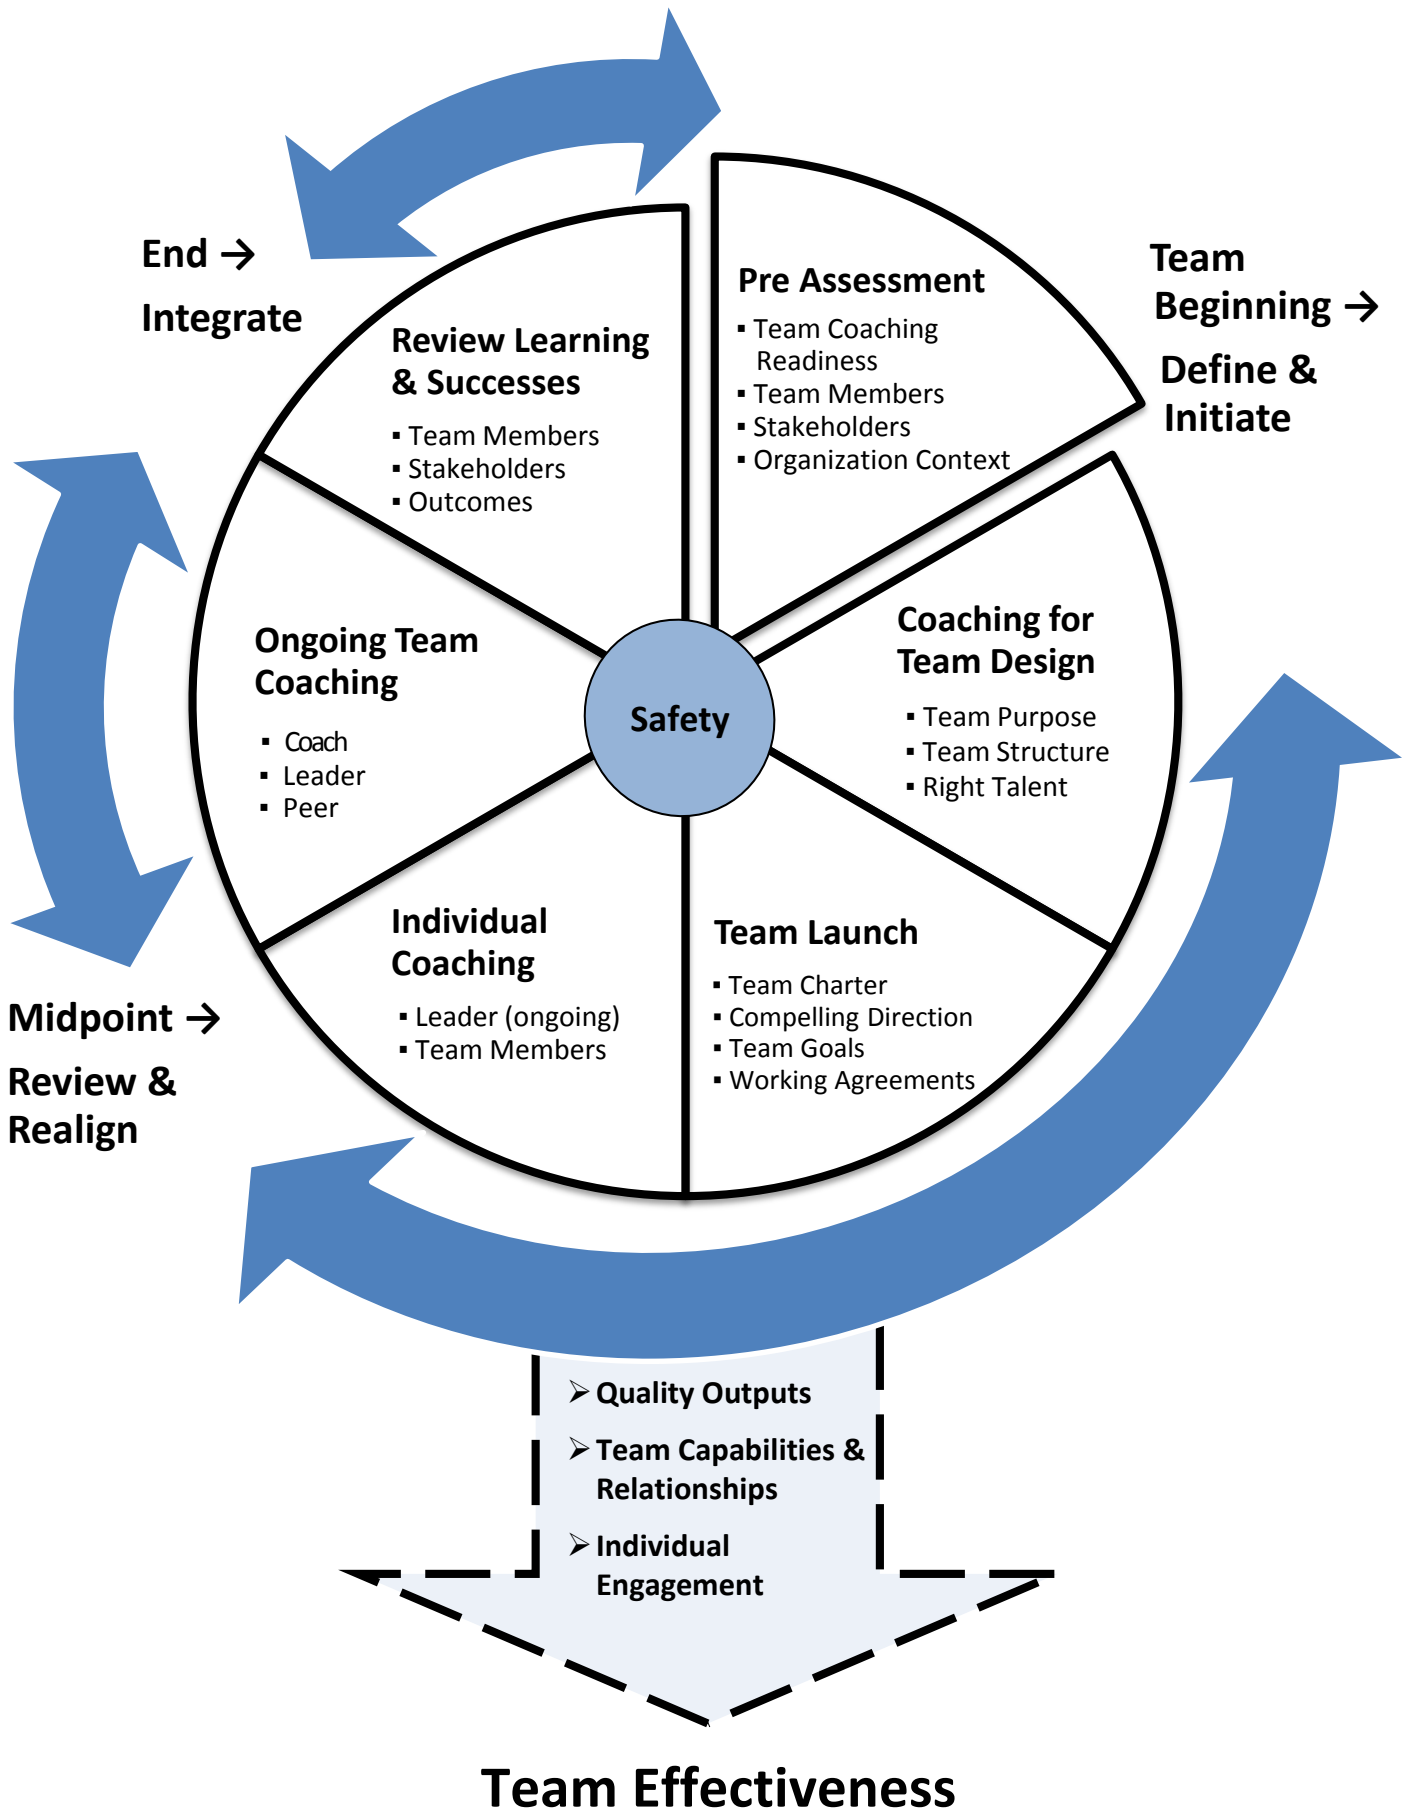 Team
Beginning →
Define &
Initiate
Pre Assessment
▪ Team Coaching
Readiness
▪ Team Members
▪ Stakeholders
▪ Organization Context
Coaching for
Team Design
▪ Team Purpose
▪ Team Structure
▪ Right Talent
Team Launch
▪ Team Charter
▪ Compelling Direction
▪ Team Goals
▪ Working Agreements
Individual
Coaching
▪ Leader (ongoing)
▪ Team Members
Midpoint →
Review &
Realign
Ongoing Team
Coaching
▪ Coach
▪ Leader
▪ Peer
End →
Integrate
Review Learning
& Successes
▪ Team Members
▪ Stakeholders
▪ Outcomes
Safety
➢ Quality Outputs
➢ Team Capabilities &
Relationships
➢ Individual
Engagement
Team Effectiveness